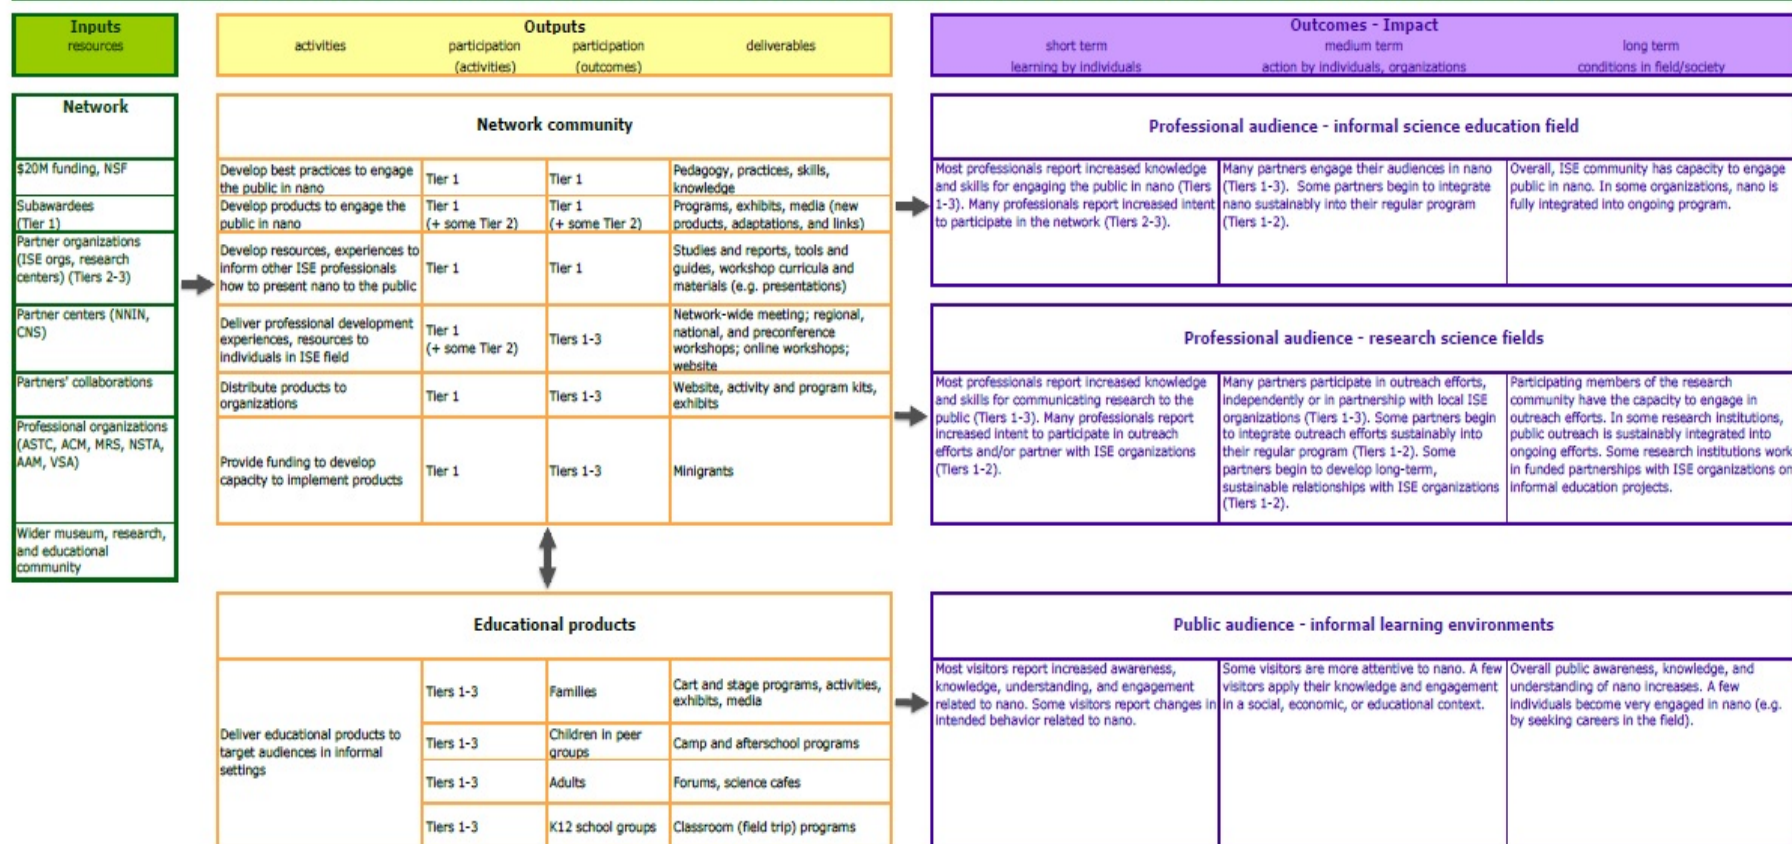 Inputs
resources
Outputs
activities
participation
(activities)
participation
(outcomes)
deliverables
Outcomes - Impact
short term
learning by individuals
medium term
action by individuals, organizations
long term
conditions in field/society
Network
$20M funding, NSF
Subawardees
(Tier 1)
Partner organizations
(ISE orgs, research
centers) (Tiers 2-3)
Partner centers (NNIN,
CNS)
Partners' collaborations
Professional organizations
(ASTC, ACM, MRS, NSTA,
AAM, VSA)
Wider museum, research,
and educational
community
Network community
Develop best practices to engage
the public in nano
Tier 1
Tier 1
Pedagogy, practices, skills,
knowledge
Develop products to engage the
public in nano
Tier 1
(+ some Tier 2)
Tier 1
(+ some Tier 2)
Programs, exhibits, media (new
products, adaptations, and links)
Develop resources, experiences to
inform other ISE professionals
how to present nano to the public
Tier 1
Tier 1
Studies and reports, tools and
guides, workshop curricula and
materials (e.g. presentations)
Deliver professional development
experiences, resources to
individuals in ISE field
Tier 1
(+ some Tier 2)
Tiers 1-3
Network-wide meeting; regional,
national, and preconference
workshops; online workshops;
website
Distribute products to
organizations
Tier 1
Tiers 1-3
Website, activity and program kits,
exhibits
Provide funding to develop
capacity to implement products
Tier 1
Tiers 1-3
Minigrants
Professional audience - informal science education field
Most professionals report increased knowledge
and skills for engaging the public in nano (Tiers
1-3). Many professionals report increased intent
to participate in the network (Tiers 2-3).
Many partners engage their audiences in nano
(Tiers 1-3). Some partners begin to integrate
nano sustainably into their regular program
(Tiers 1-2).
Overall, ISE community has capacity to engage
public in nano. In some organizations, nano is
fully integrated into ongoing program.
Professional audience - research science fields
Most professionals report increased knowledge
and skills for communicating research to the
public (Tiers 1-3). Many professionals report
increased intent to participate in outreach
efforts and/or partner with ISE organizations
(Tiers 1-2).
Many partners participate in outreach efforts,
independently or in partnership with local ISE
organizations (Tiers 1-3). Some partners begin
to integrate outreach efforts sustainably into
their regular program (Tiers 1-2). Some
partners begin to develop long-term,
sustainable relationships with ISE organizations
(Tiers 1-2).
Participating members of the research
community have the capacity to engage in
outreach efforts. In some research institutions,
public outreach is sustainably integrated into
ongoing efforts. Some research institutions work
in funded partnerships with ISE organizations on
informal education projects.
Educational products
Deliver educational products to
target audiences in informal
settings
Tiers 1-3
Families
Cart and stage programs, activities,
exhibits, media
Tiers 1-3
Children in peer
groups
Camp and afterschool programs
Tiers 1-3
Adults
Forums, science cafes
Tiers 1-3
K12 school groups
Classroom (field trip) programs
Public audience - informal learning environments
Most visitors report increased awareness,
knowledge, understanding, and engagement
related to nano. Some visitors report changes in
intended behavior related to nano.
Some visitors are more attentive to nano. A few
visitors apply their knowledge and engagement
in a social, economic, or educational context.
Overall public awareness, knowledge, and
understanding of nano increases. A few
individuals become very engaged in nano (e.g.
by seeking careers in the field).